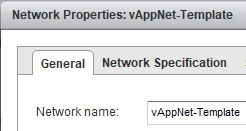 Network Properties: vAppNet-Template
General Network Specification
Network name: vAppNet-Template